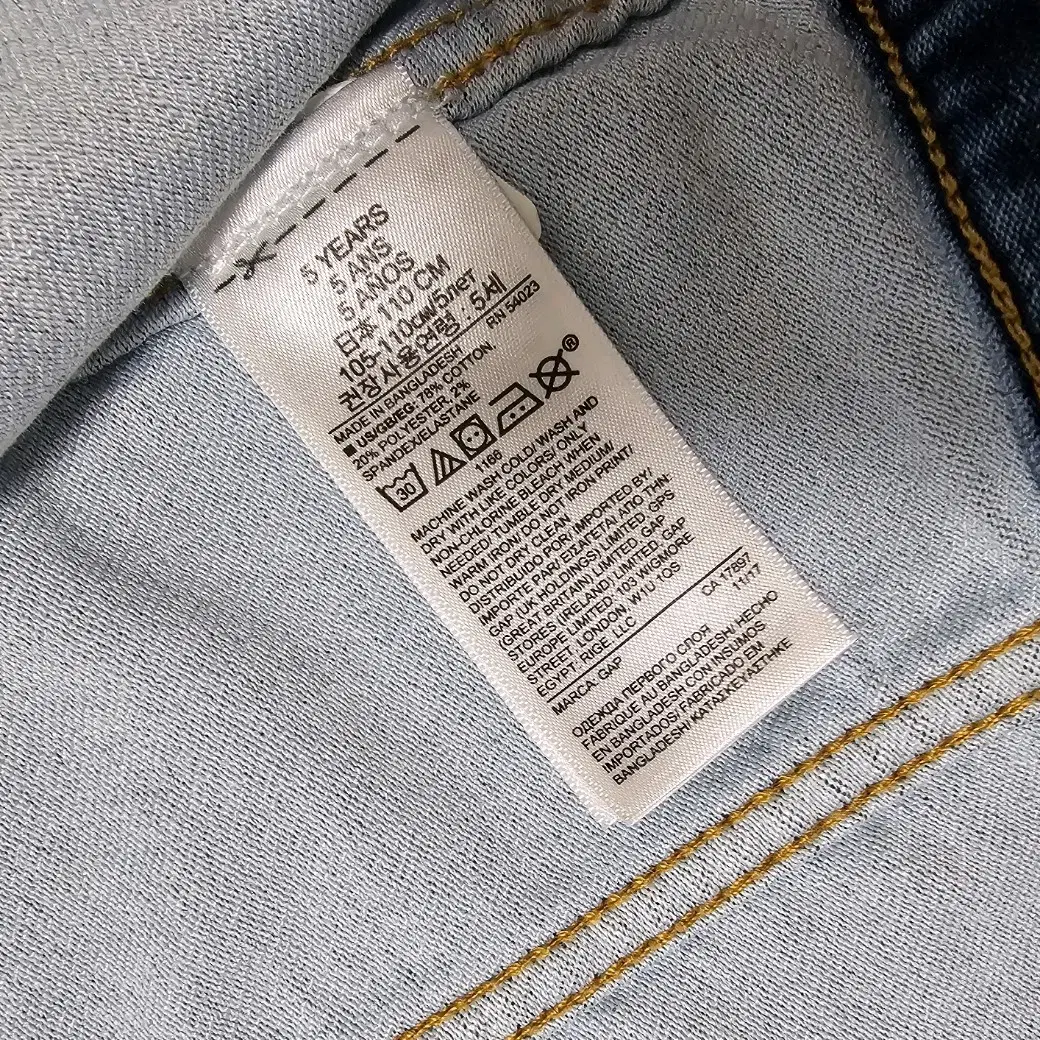 5 YEARS
5 ANS
5 AÑOS
日本 110 CM
105-110см/5лет
권장사용연령 : 5세
RN 54023
MADE IN BANGLADESH
■ US/GB/EG: 78% COTTON,
20% POLYESTER, 2%
SPANDEX/ELASTANE
30
®
1166
MACHINE WASH COLD/ WASH AND
DRY WITH LIKE COLORS/ ONLY
NON-CHLORINE BLEACH WHEN
NEEDED/ TUMBLE DRY MEDIUM/
WARM IRON/ DO NOT IRON PRINT/
DO NOT DRY CLEAN
DISTRIBUIDO POR/ IMPORTED BY/
IMPORTE PAR/ ΕΙΣΑΓΕΤΑΙ ΑΠΟ ΤΗΝ:
GAP (UK HOLDINGS) LIMITED. GPS
(GREAT BRITAIN) LIMITED. GAP
STORES (IRELAND) LIMITED. GAP
EUROPE LIMITED: 103 WIGMORE
STREET, LONDON, W1U 1QS
EGYPT: RIGE LLC
CA 17897
MARCA: GAP
11/17
ОДЕЖДА ПЕРВОГО СЛОЯ
FABRIQUE AU BANGLADESH/ HECHO
EN BANGLADESH CON INSUMOS
IMPORTADOS/ FABRICADO EM
BANGLADESH/ ΚΑΤΑΣΚΕΥΑΣΤΗΚΕ